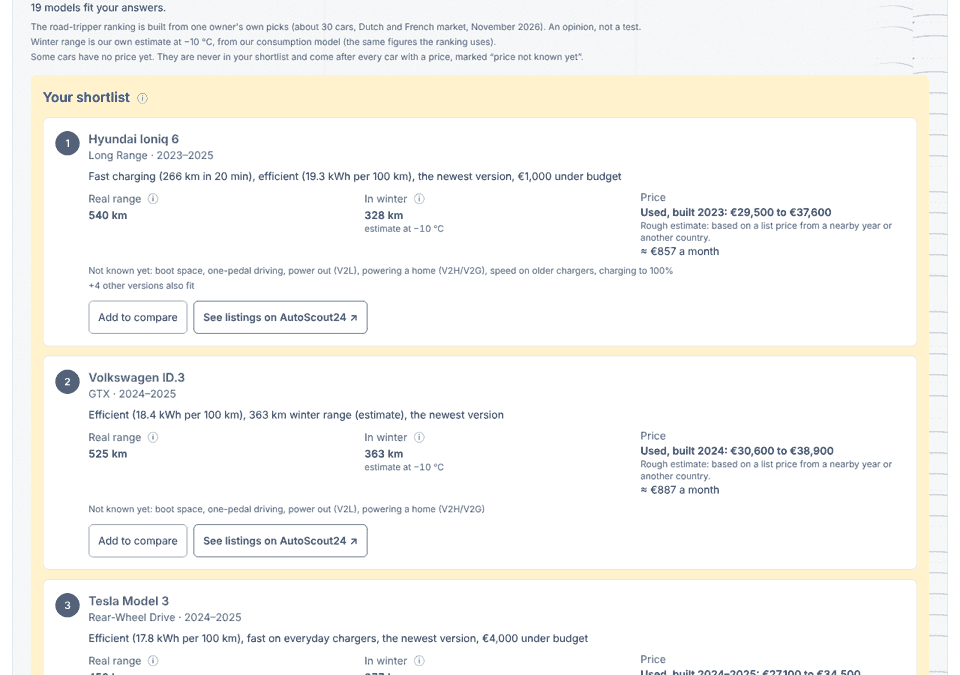 19 models fit your answers.
The road-tripper ranking is built from one owner's own picks (about 30 cars, Dutch and French market, November 2026). An opinion, not a test.
Winter range is our own estimate at −10 °C, from our consumption model (the same figures the ranking uses).
Some cars have no price yet. They are never in your shortlist and come after every car with a price, marked “price not known yet”.
Your shortlist ⓘ
1
Hyundai Ioniq 6
Long Range · 2023–2025
Fast charging (266 km in 20 min), efficient (19.3 kWh per 100 km), the newest version, €1,000 under budget
Real range ⓘ
540 km
In winter ⓘ
328 km
estimate at −10 °C
Price
Used, built 2023: €29,500 to €37,600
Rough estimate: based on a list price from a nearby year or
another country.
≈ €857 a month
Not known yet: boot space, one-pedal driving, power out (V2L), powering a home (V2H/V2G), speed on older chargers, charging to 100%
+4 other versions also fit
Add to compare
See listings on AutoScout24 ↗
2
Volkswagen ID.3
GTX · 2024–2025
Efficient (18.4 kWh per 100 km), 363 km winter range (estimate), the newest version
Real range ⓘ
525 km
In winter ⓘ
363 km
estimate at −10 °C
Price
Used, built 2024: €30,600 to €38,900
Rough estimate: based on a list price from a nearby year or
another country.
≈ €887 a month
Not known yet: boot space, one-pedal driving, power out (V2L), powering a home (V2H/V2G)
Add to compare
See listings on AutoScout24 ↗
3
Tesla Model 3
Rear-Wheel Drive · 2024–2025
Efficient (17.8 kWh per 100 km), fast on everyday chargers, the newest version, €4,000 under budget
Real range ⓘ
In winter ⓘ
Price
Used, built 2024–2025: €27,100 to €34,500